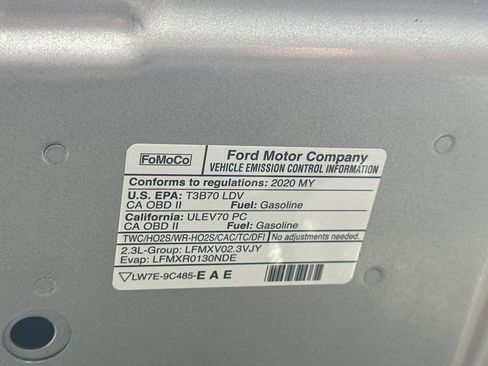 FoMoCo
Ford Motor Company
VEHICLE EMISSION CONTROL INFORMATION
Conforms to regulations: 2020 MY
U.S. EPA: T3B70 LDV
CA OBD II Fuel: Gasoline
California: ULEV70 PC
CA OBD II Fuel: Gasoline
TWC/HO2S/WR-HO2S/CAC/TC/DFI No adjustments needed.
2.3L-Group: LFMXV02.3VJY
Evap: LFMXR0130NDE
LW7E-9C485-EAE